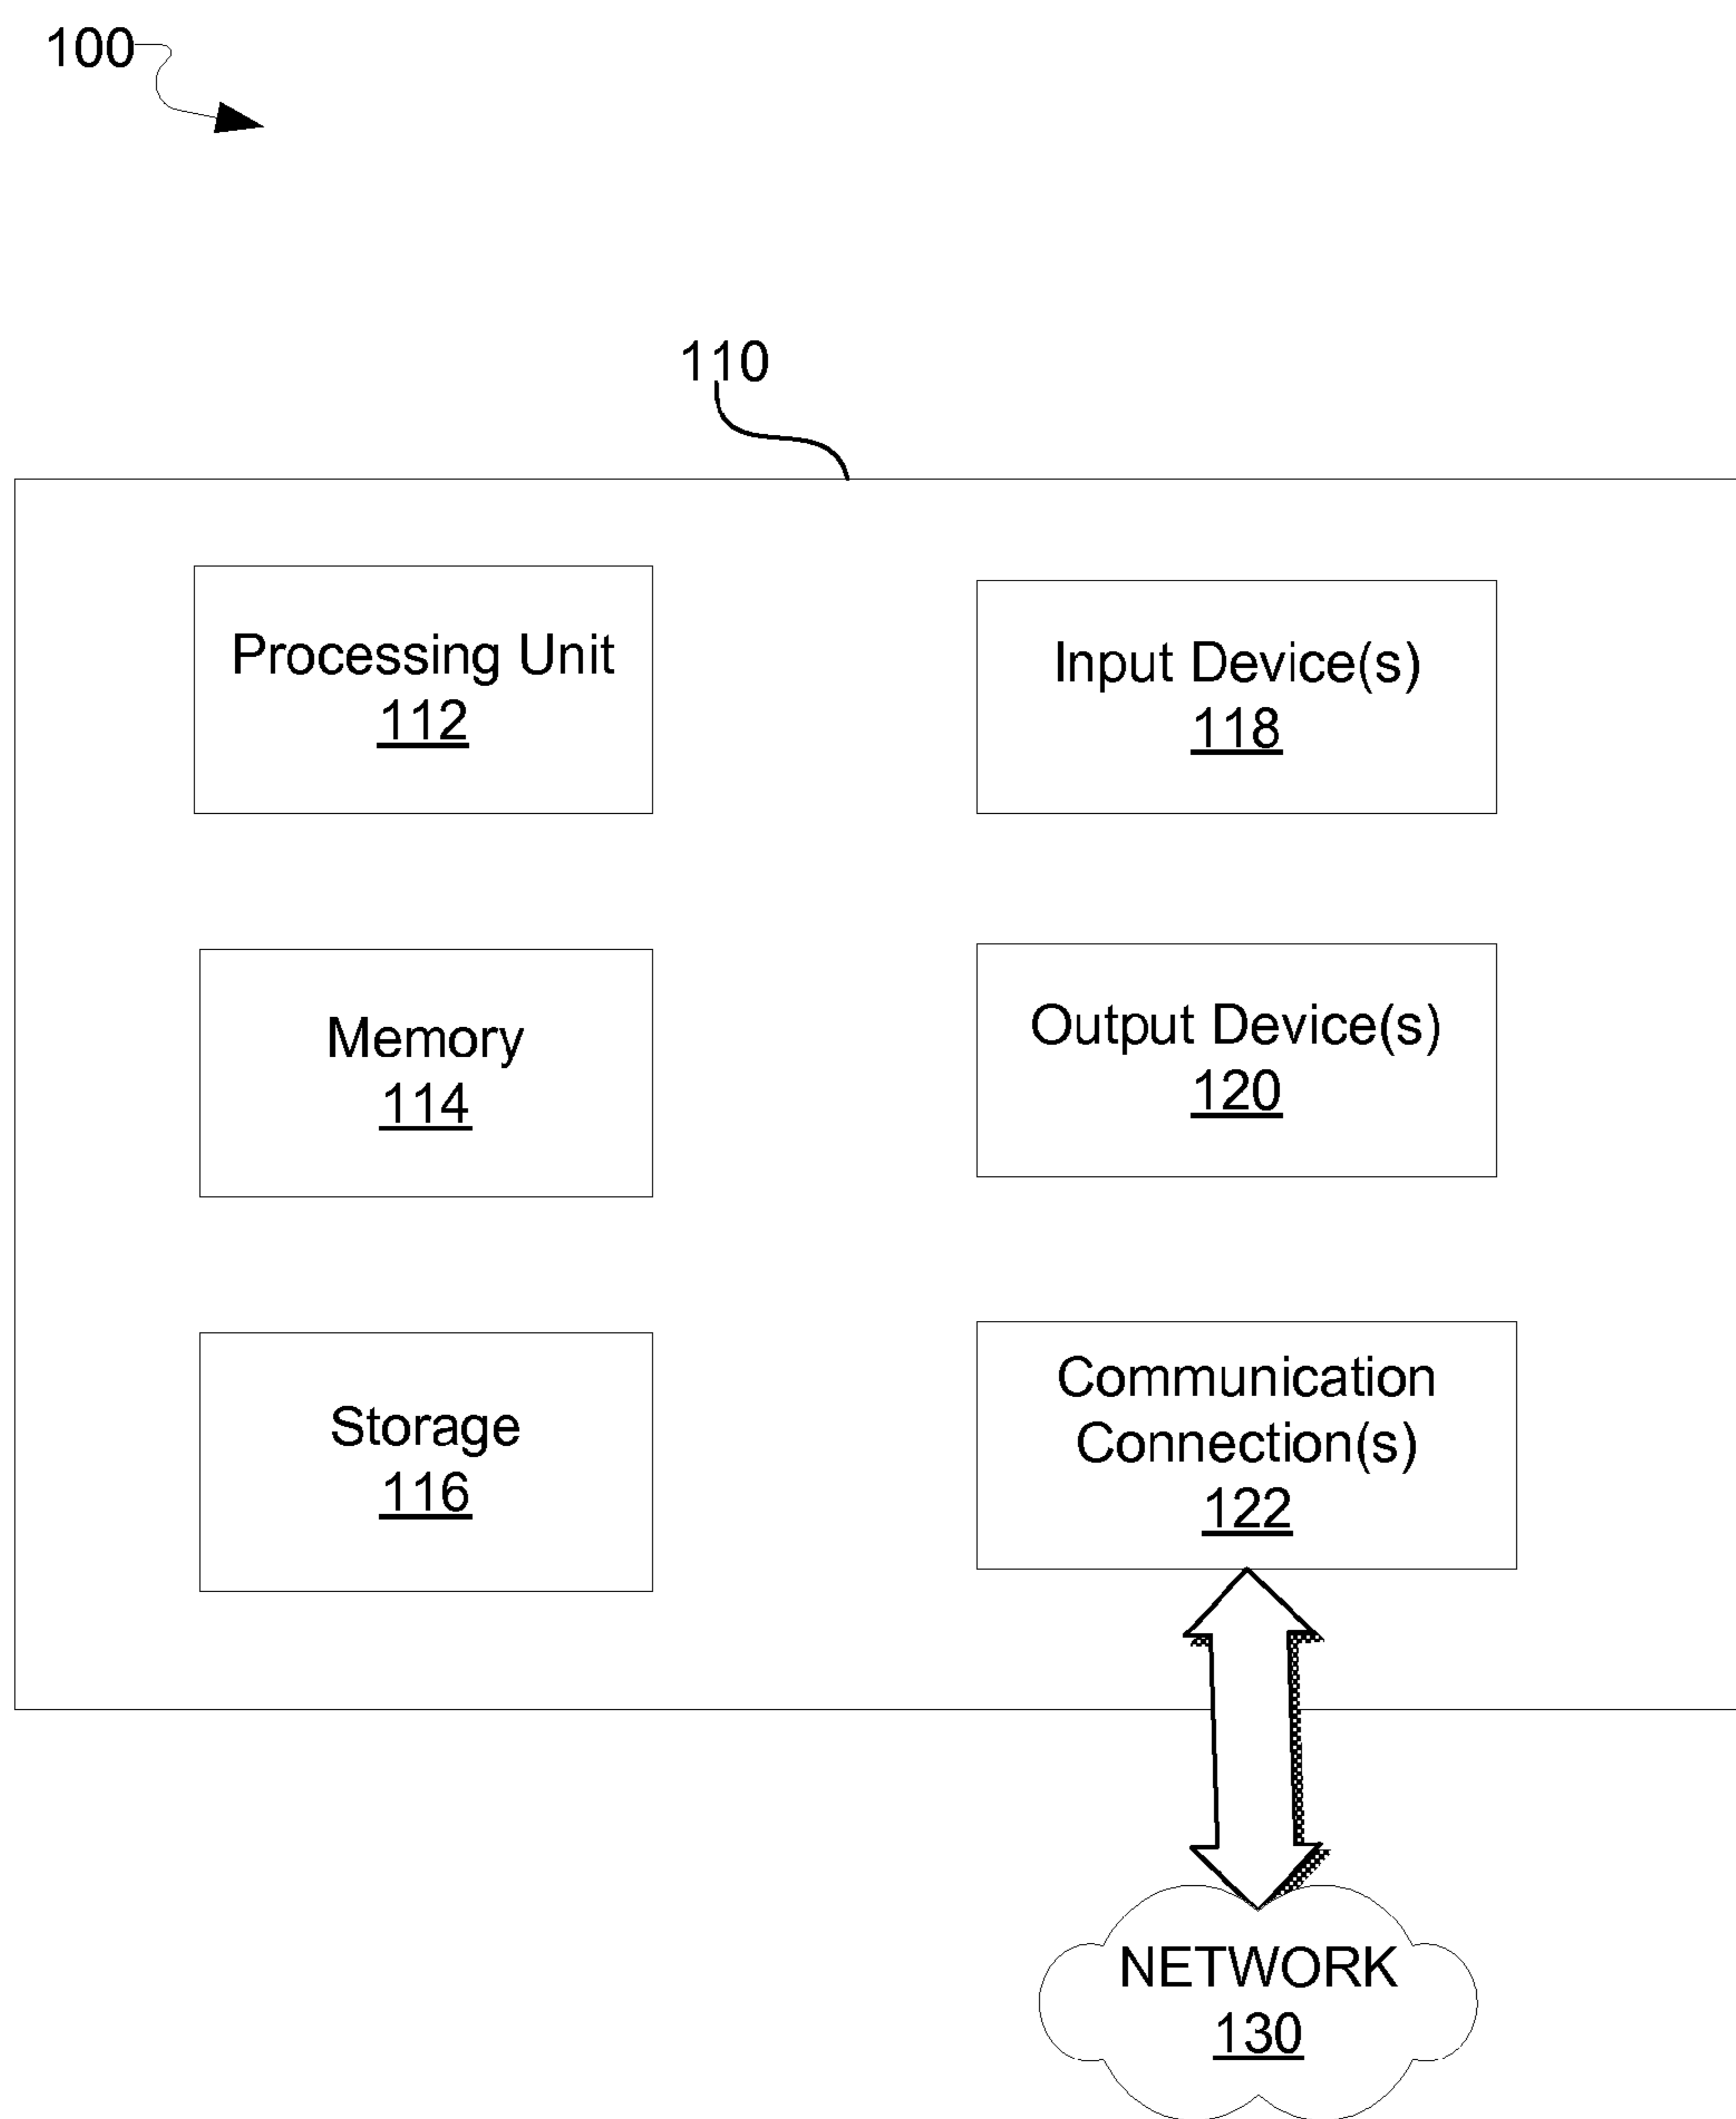 100
110
Processing Unit
112
Input Device(s)
118
Memory
114
Output Device(s)
120
Storage
116
Communication
Connection(s)
122
NETWORK
130